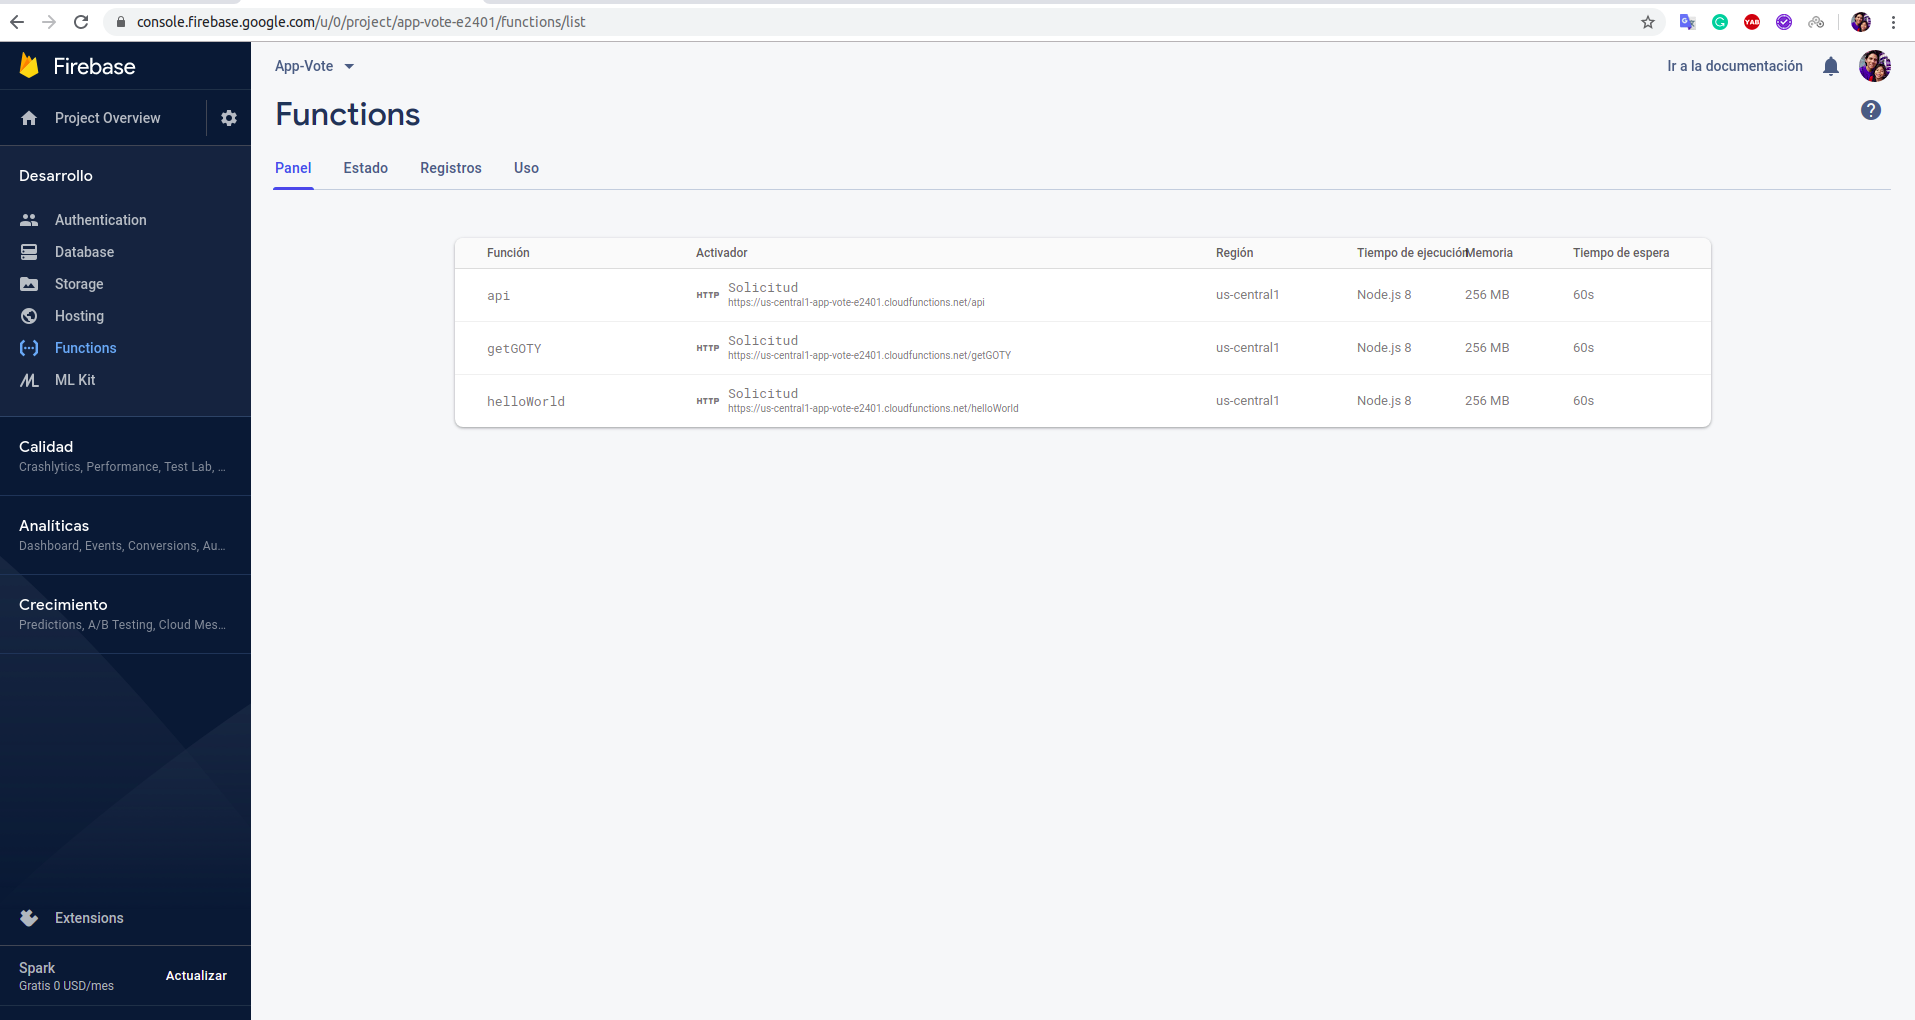 console.firebase.google.com/u/0/project/app-vote-e2401/functions/list
YAB
Firebase
Project Overview
Desarrollo
Authentication
Database
Storage
Hosting
Functions
ML Kit
Calidad
Crashlytics, Performance, Test Lab, ...
Analíticas
Dashboard, Events, Conversions, Au...
Crecimiento
Predictions, A/B Testing, Cloud Mes...
Extensions
Spark
Gratis 0 USD/mes
Actualizar
App-Vote
Ir a la documentación
Functions
Panel Estado Registros Uso
Función Activador Región Tiempo de ejecución Memoria Tiempo de espera
api HTTP Solicitud us-central1 Node.js 8 256 MB 60s
https://us-central1-app-vote-e2401.cloudfunctions.net/api
getGOTY HTTP Solicitud us-central1 Node.js 8 256 MB 60s
https://us-central1-app-vote-e2401.cloudfunctions.net/getGOTY
helloWorld HTTP Solicitud us-central1 Node.js 8 256 MB 60s
https://us-central1-app-vote-e2401.cloudfunctions.net/helloWorld